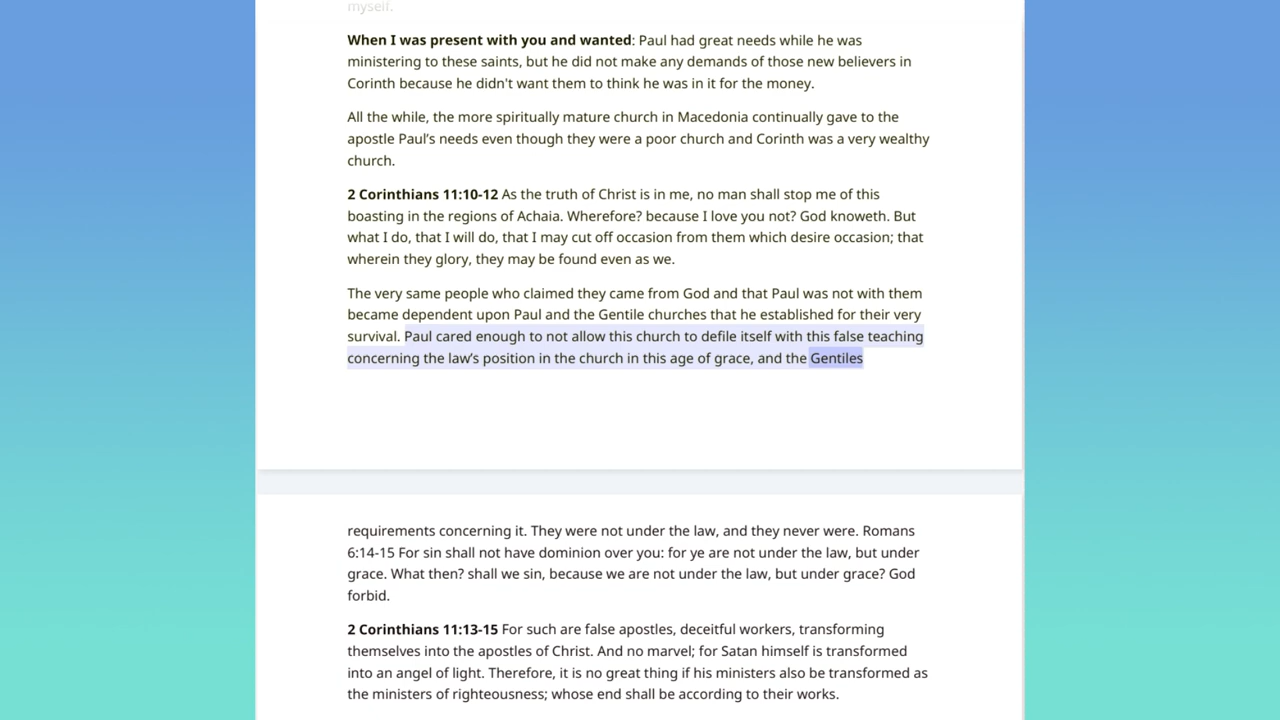 myself.
When I was present with you and wanted: Paul had great needs while he was
ministering to these saints, but he did not make any demands of those new believers in
Corinth because he didn't want them to think he was in it for the money.
All the while, the more spiritually mature church in Macedonia continually gave to the
apostle Paul’s needs even though they were a poor church and Corinth was a very wealthy
church.
2 Corinthians 11:10-12 As the truth of Christ is in me, no man shall stop me of this
boasting in the regions of Achaia. Wherefore? because I love you not? God knoweth. But
what I do, that I will do, that I may cut off occasion from them which desire occasion; that
wherein they glory, they may be found even as we.
The very same people who claimed they came from God and that Paul was not with them
became dependent upon Paul and the Gentile churches that he established for their very
survival. Paul cared enough to not allow this church to defile itself with this false teaching
concerning the law’s position in the church in this age of grace, and the Gentiles
requirements concerning it. They were not under the law, and they never were. Romans
6:14-15 For sin shall not have dominion over you: for ye are not under the law, but under
grace. What then? shall we sin, because we are not under the law, but under grace? God
forbid.
2 Corinthians 11:13-15 For such are false apostles, deceitful workers, transforming
themselves into the apostles of Christ. And no marvel; for Satan himself is transformed
into an angel of light. Therefore, it is no great thing if his ministers also be transformed as
the ministers of righteousness; whose end shall be according to their works.